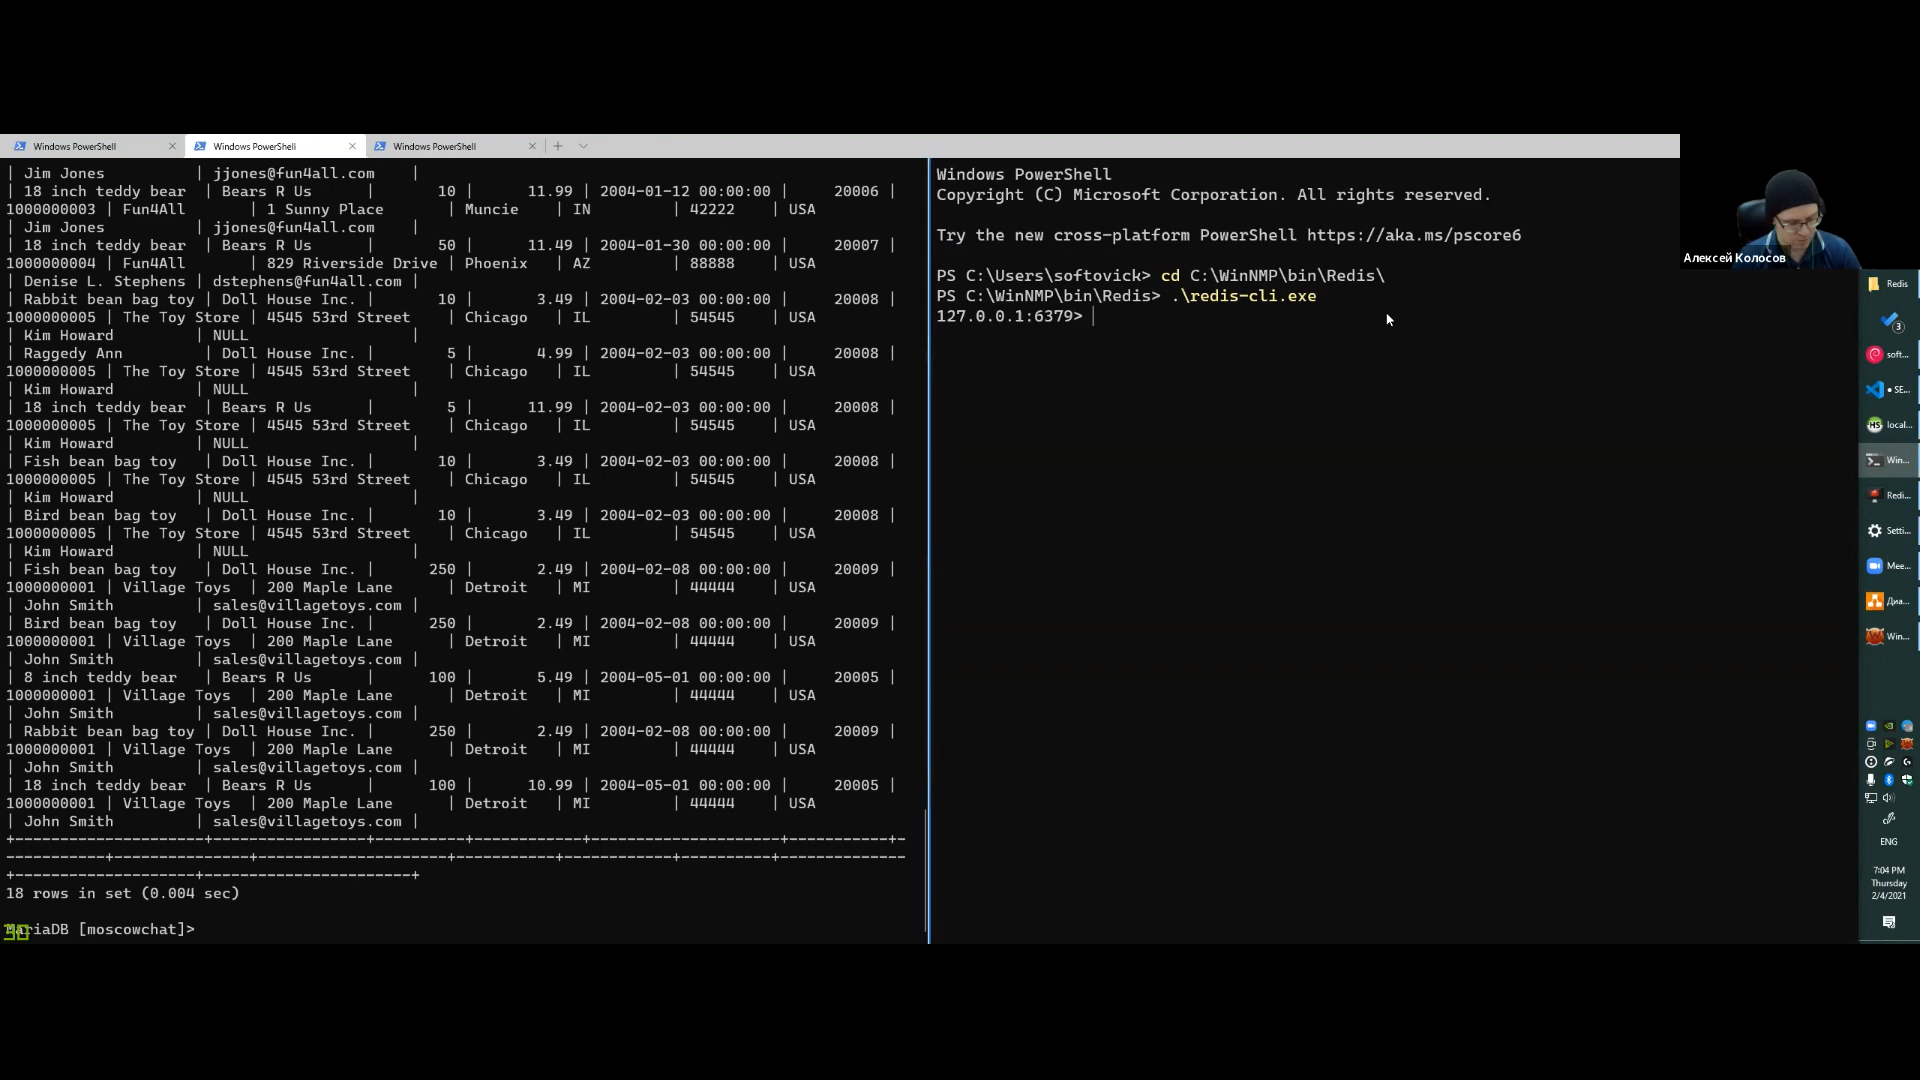 Windows PowerShell
Windows PowerShell
Windows PowerShell
| Jim Jones          | jjones@fun4all.com    |
| 18 inch teddy bear  | Bears R Us      |       10 |      11.99 | 2004-01-12 00:00:00 |     20006 |
1000000003 | Fun4All       | 1 Sunny Place         | Muncie    | IN         | 42222    | USA
| Jim Jones          | jjones@fun4all.com    |
| 18 inch teddy bear  | Bears R Us      |       50 |      11.49 | 2004-01-30 00:00:00 |     20007 |
1000000004 | Fun4All       | 829 Riverside Drive | Phoenix   | AZ         | 88888    | USA
| Denise L. Stephens | dstephens@fun4all.com |
| Rabbit bean bag toy | Doll House Inc. |       10 |       3.49 | 2004-02-03 00:00:00 |     20008 |
1000000005 | The Toy Store | 4545 53rd Street    | Chicago   | IL         | 54545    | USA
| Kim Howard         | NULL                  |
| Raggedy Ann         | Doll House Inc. |        5 |       4.99 | 2004-02-03 00:00:00 |     20008 |
1000000005 | The Toy Store | 4545 53rd Street    | Chicago   | IL         | 54545    | USA
| Kim Howard         | NULL                  |
| 18 inch teddy bear  | Bears R Us      |        5 |      11.99 | 2004-02-03 00:00:00 |     20008 |
1000000005 | The Toy Store | 4545 53rd Street    | Chicago   | IL         | 54545    | USA
| Kim Howard         | NULL                  |
| Fish bean bag toy   | Doll House Inc. |       10 |       3.49 | 2004-02-03 00:00:00 |     20008 |
1000000005 | The Toy Store | 4545 53rd Street    | Chicago   | IL         | 54545    | USA
| Kim Howard         | NULL                  |
| Bird bean bag toy   | Doll House Inc. |       10 |       3.49 | 2004-02-03 00:00:00 |     20008 |
1000000005 | The Toy Store | 4545 53rd Street    | Chicago   | IL         | 54545    | USA
| Kim Howard         | NULL                  |
| Fish bean bag toy   | Doll House Inc. |      250 |       2.49 | 2004-02-08 00:00:00 |     20009 |
1000000001 | Village Toys  | 200 Maple Lane      | Detroit   | MI         | 44444    | USA
| John Smith         | sales@villagetoys.com |
| Bird bean bag toy   | Doll House Inc. |      250 |       2.49 | 2004-02-08 00:00:00 |     20009 |
1000000001 | Village Toys  | 200 Maple Lane      | Detroit   | MI         | 44444    | USA
| John Smith         | sales@villagetoys.com |
| 8 inch teddy bear   | Bears R Us      |      100 |       5.49 | 2004-05-01 00:00:00 |     20005 |
1000000001 | Village Toys  | 200 Maple Lane      | Detroit   | MI         | 44444    | USA
| John Smith         | sales@villagetoys.com |
| Rabbit bean bag toy | Doll House Inc. |      250 |       2.49 | 2004-02-08 00:00:00 |     20009 |
1000000001 | Village Toys  | 200 Maple Lane      | Detroit   | MI         | 44444    | USA
| John Smith         | sales@villagetoys.com |
| 18 inch teddy bear  | Bears R Us      |      100 |      10.99 | 2004-05-01 00:00:00 |     20005 |
1000000001 | Village Toys  | 200 Maple Lane      | Detroit   | MI         | 44444    | USA
| John Smith         | sales@villagetoys.com |
18 rows in set (0.004 sec)
MariaDB [moscowchat]>
30
Windows PowerShell
Copyright (C) Microsoft Corporation. All rights reserved.
Try the new cross-platform PowerShell https://aka.ms/pscore6
PS C:\Users\softovick> cd C:\WinNMP\bin\Redis\
PS C:\WinNMP\bin\Redis> .\redis-cli.exe
127.0.0.1:6379>
Алексей Колосов
Redis
3
soft...
• SE...
HS
local...
Win...
Redi...
Setti...
Mee...
Диа...
Win...
ENG
7:04 PM
Thursday
2/4/2021